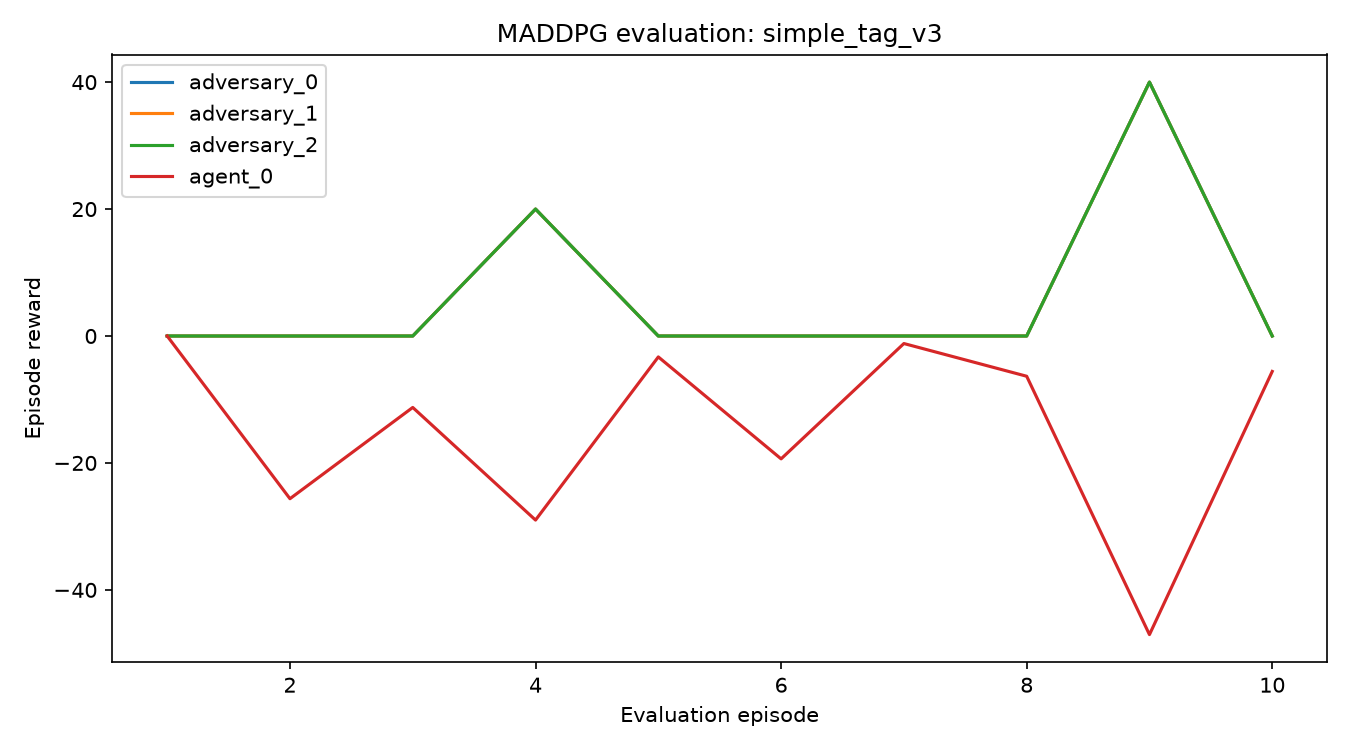 MADDPG evaluation: simple_tag_v3
adversary_0
adversary_1
adversary_2
agent_0
40
20
0
−20
−40
Episode reward
2
4
6
8
10
Evaluation episode